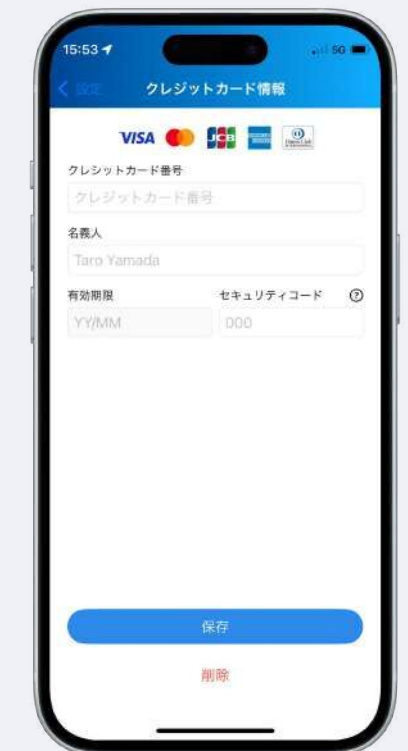 15:53 5G
設定 クレジットカード情報
VISA JCB
クレジットカード番号
クレジットカード番号
名義人
Taro Yamada
有効期限 セキュリティコード ?
YY/MM 000
保存
削除